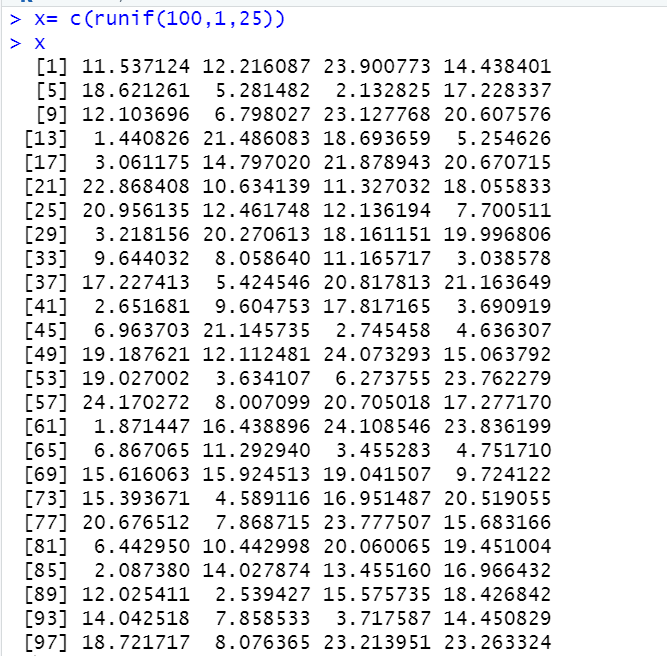 > x= c(runif(100,1,25))
> x
[1] 11.537124 12.216087 23.900773 14.438401
[5] 18.621261 5.281482 2.132825 17.228337
[9] 12.103696 6.798027 23.127768 20.607576
[13] 1.440826 21.486083 18.693659 5.254626
[17] 3.061175 14.797020 21.878943 20.670715
[21] 22.868408 10.634139 11.327032 18.055833
[25] 20.956135 12.461748 12.136194 7.700511
[29] 3.218156 20.270613 18.161151 19.996806
[33] 9.644032 8.058640 11.165717 3.038578
[37] 17.227413 5.424546 20.817813 21.163649
[41] 2.651681 9.604753 17.817165 3.690919
[45] 6.963703 21.145735 2.745458 4.636307
[49] 19.187621 12.112481 24.073293 15.063792
[53] 19.027002 3.634107 6.273755 23.762279
[57] 24.170272 8.007099 20.705018 17.277170
[61] 1.871447 16.438896 24.108546 23.836199
[65] 6.867065 11.292940 3.455283 4.751710
[69] 15.616063 15.924513 19.041507 9.724122
[73] 15.393671 4.589116 16.951487 20.519055
[77] 20.676512 7.868715 23.777507 15.683166
[81] 6.442950 10.442998 20.060065 19.451004
[85] 2.087380 14.027874 13.455160 16.966432
[89] 12.025411 2.539427 15.575735 18.426842
[93] 14.042518 7.858533 3.717587 14.450829
[97] 18.721717 8.076365 23.213951 23.263324